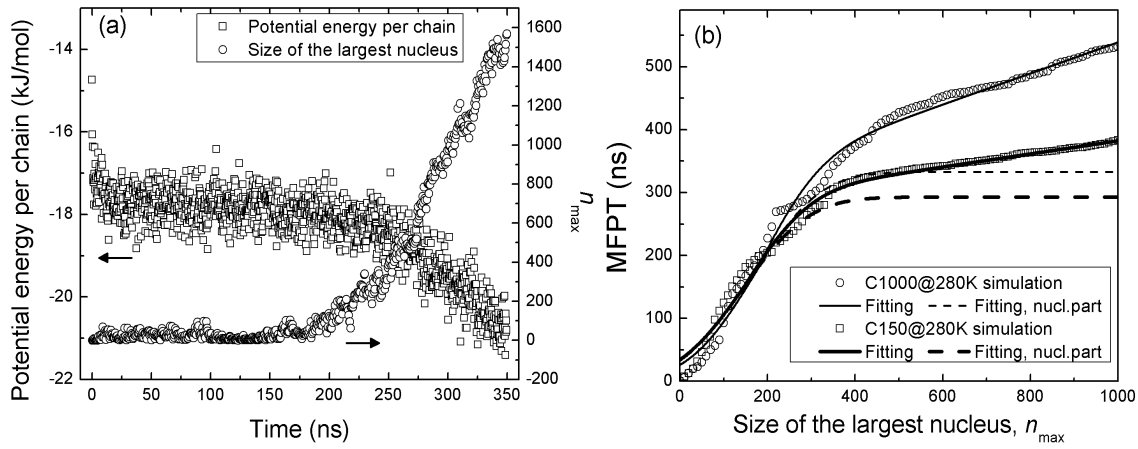 (a)
Potential energy per chain
Size of the largest nucleus
Potential energy per chain (kJ/mol)
-14
-16
-18
-20
-22
1600
1400
1200
1000
800
600
400
200
0
-200
n max
0 50 100 150 200 250 300 350
Time (ns)
(b)
MFPT (ns)
500
400
300
200
100
0
C1000@280K simulation
Fitting Fitting, nucl.part
C150@280K simulation
Fitting Fitting, nucl.part
0 200 400 600 800 1000
Size of the largest nucleus, n max